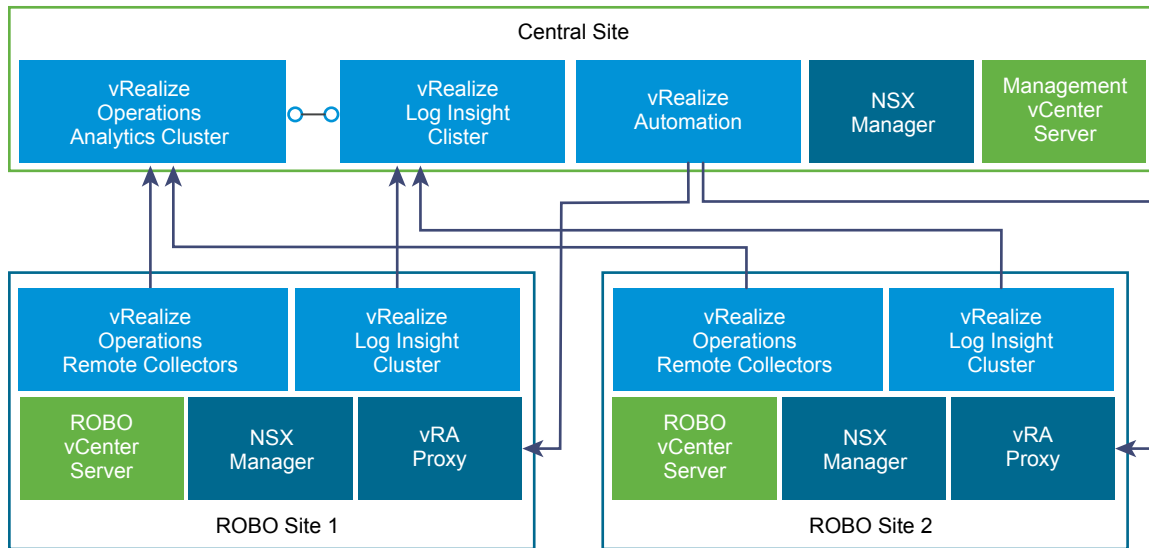 Central Site
vRealize
Operations
Analytics Cluster
vRealize
Log Insight
Clister
vRealize
Automation
NSX
Manager
Management
vCenter
Server
vRealize
Operations
Remote Collectors
vRealize
Log Insight
Cluster
ROBO
vCenter
Server
NSX
Manager
vRA
Proxy
ROBO Site 1
vRealize
Operations
Remote Collectors
vRealize
Log Insight
Cluster
ROBO
vCenter
Server
NSX
Manager
vRA
Proxy
ROBO Site 2